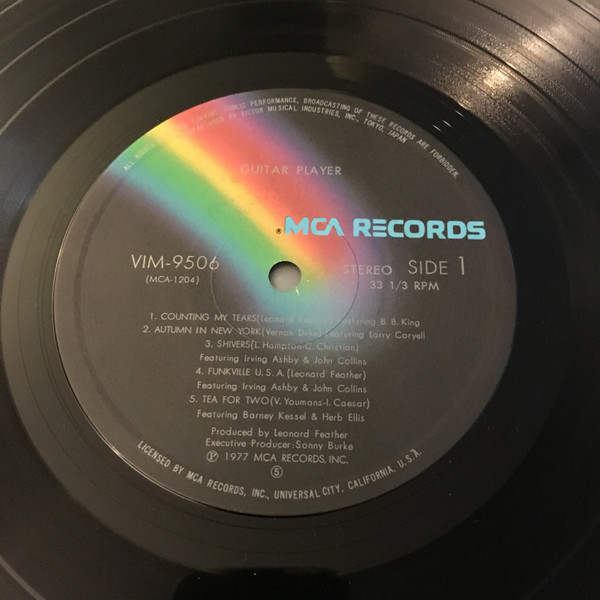 ALL RIGHTS PUBLIC PERFORMANCE, BROADCASTING OF THESE RECORDS ARE FORBIDDEN.
VICTOR MUSICAL INDUSTRIES, INC., TOKYO, JAPAN
GUITAR PLAYER
®MCA RECORDS
VIM-9506
(MCA-1204)
STEREO SIDE 1
33 1/3 RPM
1. COUNTING MY TEARS(Leonard Featuring B. B. King
2. AUTUMN IN NEW YORK(Vernon Duke)Featuring Larry Coryell
3. SHIVERS(L. Hampton-C. Christian)
Featuring Irving Ashby & John Collins
4. FUNKVILLE U. S. A.(Leonard Feather)
Featuring Irving Ashby & John Collins
5. TEA FOR TWO(V. Youmans-I. Caesar)
Featuring Barney Kessel & Herb Ellis
Produced by Leonard Feather
Executive Producer:Sonny Burke
Ⓟ 1977 MCA RECORDS, INC.
Ⓢ
LICENSED BY MCA RECORDS, INC., UNIVERSAL CITY, CALIFORNIA, U.S.A.